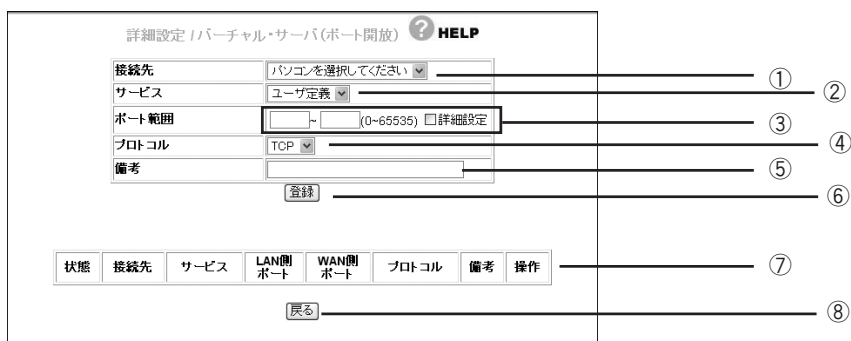 詳細設定 / バーチャル・サーバ(ポート開放) ? HELP
接続先 パソコンを選択してください ①
サービス ユーザ定義 ②
ポート範囲 ~ (0~65535) 詳細設定 ③
プロトコル TCP ④
備考 ⑤
登録 ⑥
状態 接続先 サービス LAN側ポート WAN側ポート プロトコル 備考 操作 ⑦
戻る ⑧